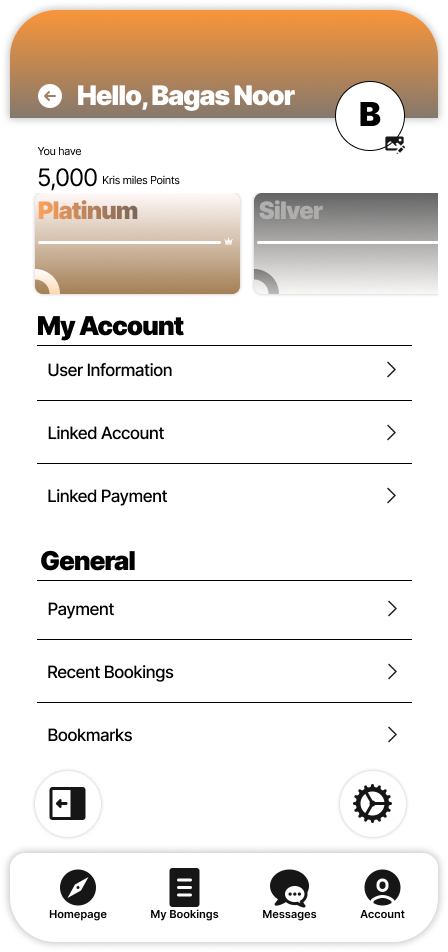 Hello, Bagas Noor
B
You have
5,000 Kris miles Points
Platinum
Silver
My Account
User Information
Linked Account
Linked Payment
General
Payment
Recent Bookings
Bookmarks
Homepage
My Bookings
Messages
Account